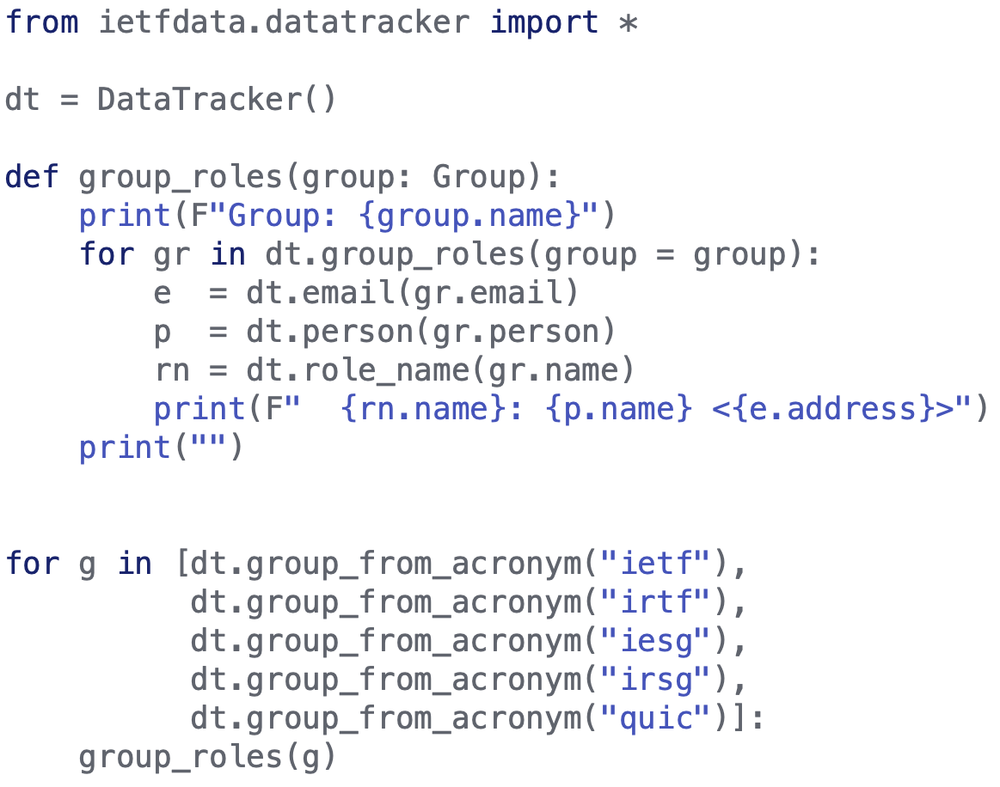 from ietfdata.datatracker import *

dt = DataTracker()

def group_roles(group: Group):
    print(F"Group: {group.name}")
    for gr in dt.group_roles(group = group):
        e  = dt.email(gr.email)
        p  = dt.person(gr.person)
        rn = dt.role_name(gr.name)
        print(F"  {rn.name}: {p.name} <{e.address}>")
    print("")


for g in [dt.group_from_acronym("ietf"),
          dt.group_from_acronym("irtf"),
          dt.group_from_acronym("iesg"),
          dt.group_from_acronym("irsg"),
          dt.group_from_acronym("quic")]:
    group_roles(g)